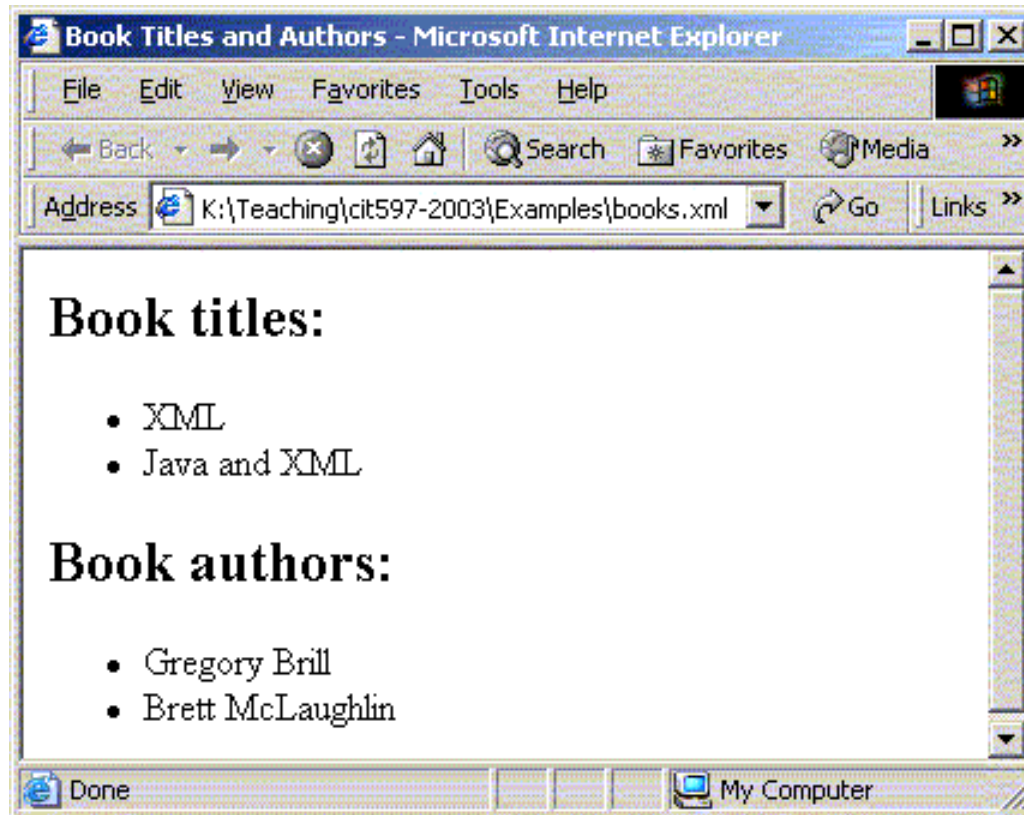 Book Titles and Authors - Microsoft Internet Explorer
File Edit View Favorites Tools Help
Back Search Favorites Media »
Address K:\Teaching\cit597-2003\Examples\books.xml Go Links »
Book titles:
• XML
• Java and XML
Book authors:
• Gregory Brill
• Brett McLaughlin
Done My Computer